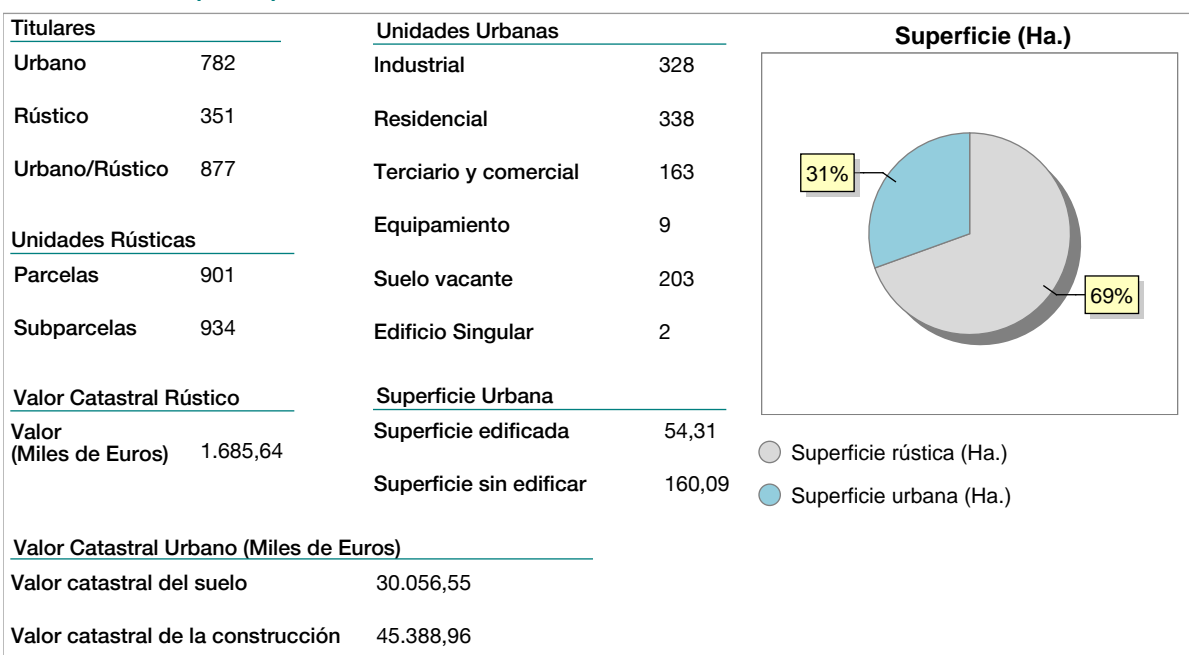 Titulares
Urbano 782
Rústico 351
Urbano/Rústico 877
Unidades Rústicas
Parcelas 901
Subparcelas 934
Valor Catastral Rústico
Valor
(Miles de Euros) 1.685,64
Unidades Urbanas
Industrial 328
Residencial 338
Terciario y comercial 163
Equipamiento 9
Suelo vacante 203
Edificio Singular 2
Superficie Urbana
Superficie edificada 54,31
Superficie sin edificar 160,09
Valor Catastral Urbano (Miles de Euros)
Valor catastral del suelo 30.056,55
Valor catastral de la construcción 45.388,96
Superficie (Ha.)
31%
69%
Superficie rústica (Ha.)
Superficie urbana (Ha.)